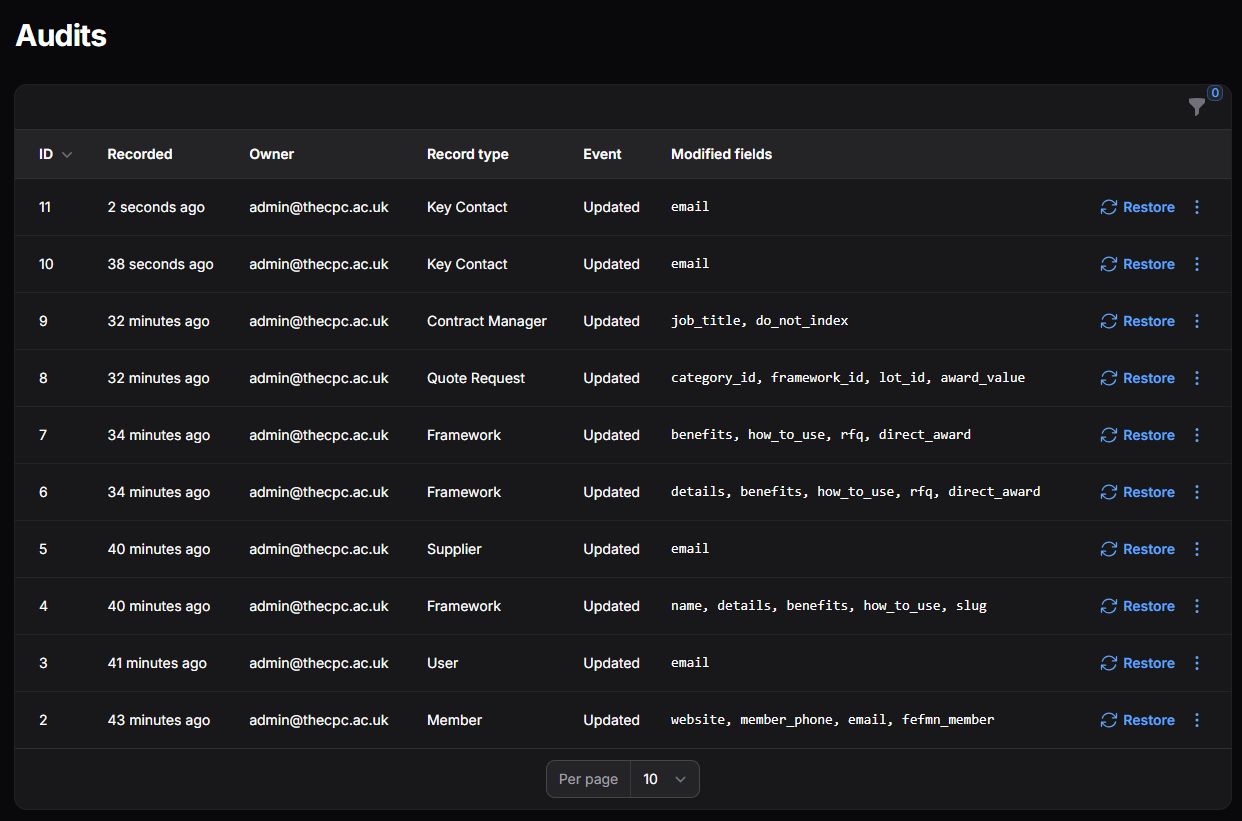 Audits
0
ID Recorded Owner Record type Event Modified fields
11 2 seconds ago admin@thecpc.ac.uk Key Contact Updated email Restore
10 38 seconds ago admin@thecpc.ac.uk Key Contact Updated email Restore
9 32 minutes ago admin@thecpc.ac.uk Contract Manager Updated job_title, do_not_index Restore
8 32 minutes ago admin@thecpc.ac.uk Quote Request Updated category_id, framework_id, lot_id, award_value Restore
7 34 minutes ago admin@thecpc.ac.uk Framework Updated benefits, how_to_use, rfq, direct_award Restore
6 34 minutes ago admin@thecpc.ac.uk Framework Updated details, benefits, how_to_use, rfq, direct_award Restore
5 40 minutes ago admin@thecpc.ac.uk Supplier Updated email Restore
4 40 minutes ago admin@thecpc.ac.uk Framework Updated name, details, benefits, how_to_use, slug Restore
3 41 minutes ago admin@thecpc.ac.uk User Updated email Restore
2 43 minutes ago admin@thecpc.ac.uk Member Updated website, member_phone, email, fefmn_member Restore
Per page 10